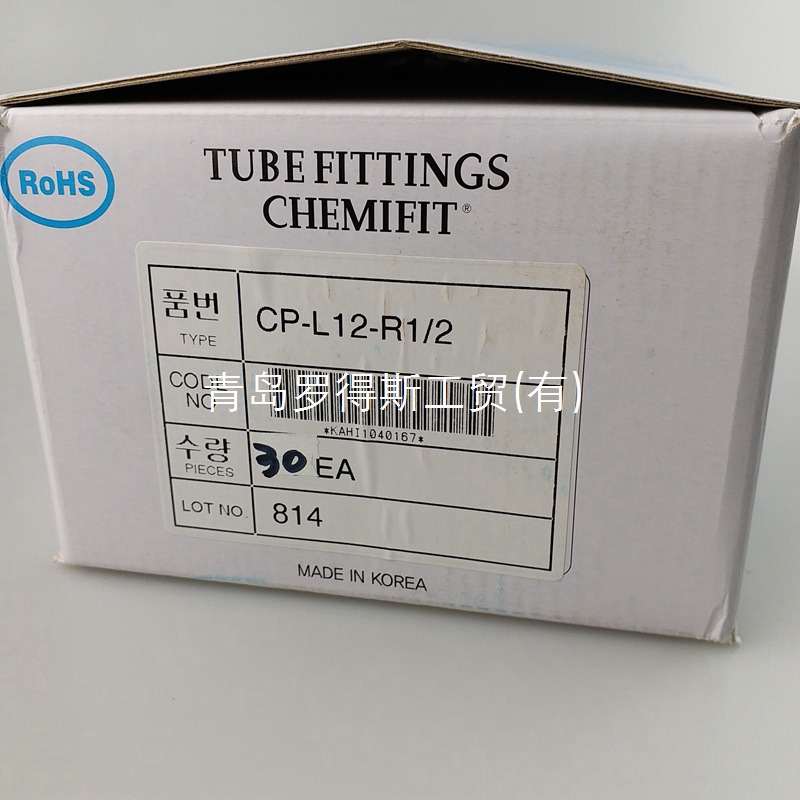 RoHS
TUBE FITTINGS
CHEMIFIT®
품번
TYPE
CP-L12-R1/2
CODE
NO
青岛罗得斯工贸(有)
*KAHI1040167*
수량
PIECES
30 EA
LOT NO.
814
MADE IN KOREA